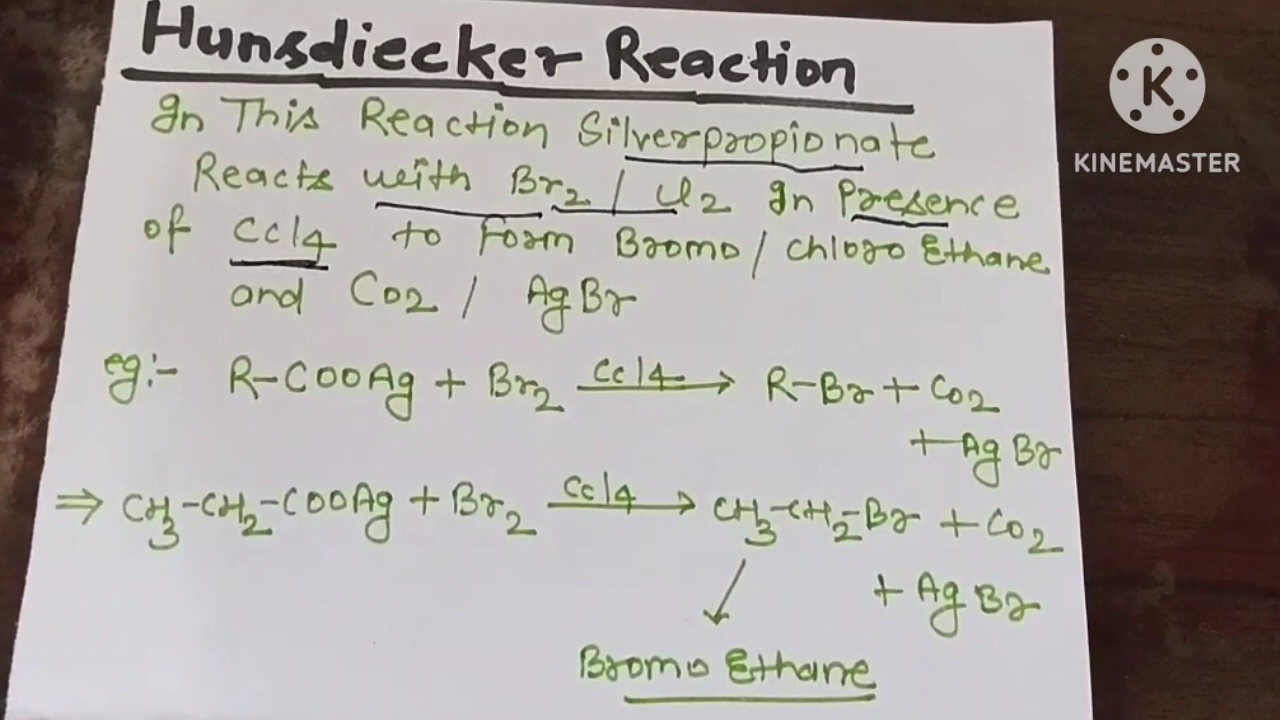 Hunsdiecker Reaction
In This Reaction Silverpropionate
Reacts with Br2 / Cl2 In Presence
of CCl4 to Form Bromo / Chloro Ethane
and CO2 / AgBr
eg:- R-COOAg + Br2 CCl4 → R-Br + CO2
+ AgBr
⇒ CH3-CH2-COOAg + Br2 CCl4 → CH3-CH2-Br + CO2
+ AgBr
↓
Bromo Ethane
K
KINEMASTER